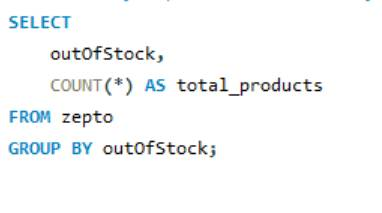 SELECT
    outOfStock,
    COUNT(*) AS total_products
FROM zepto
GROUP BY outOfStock;